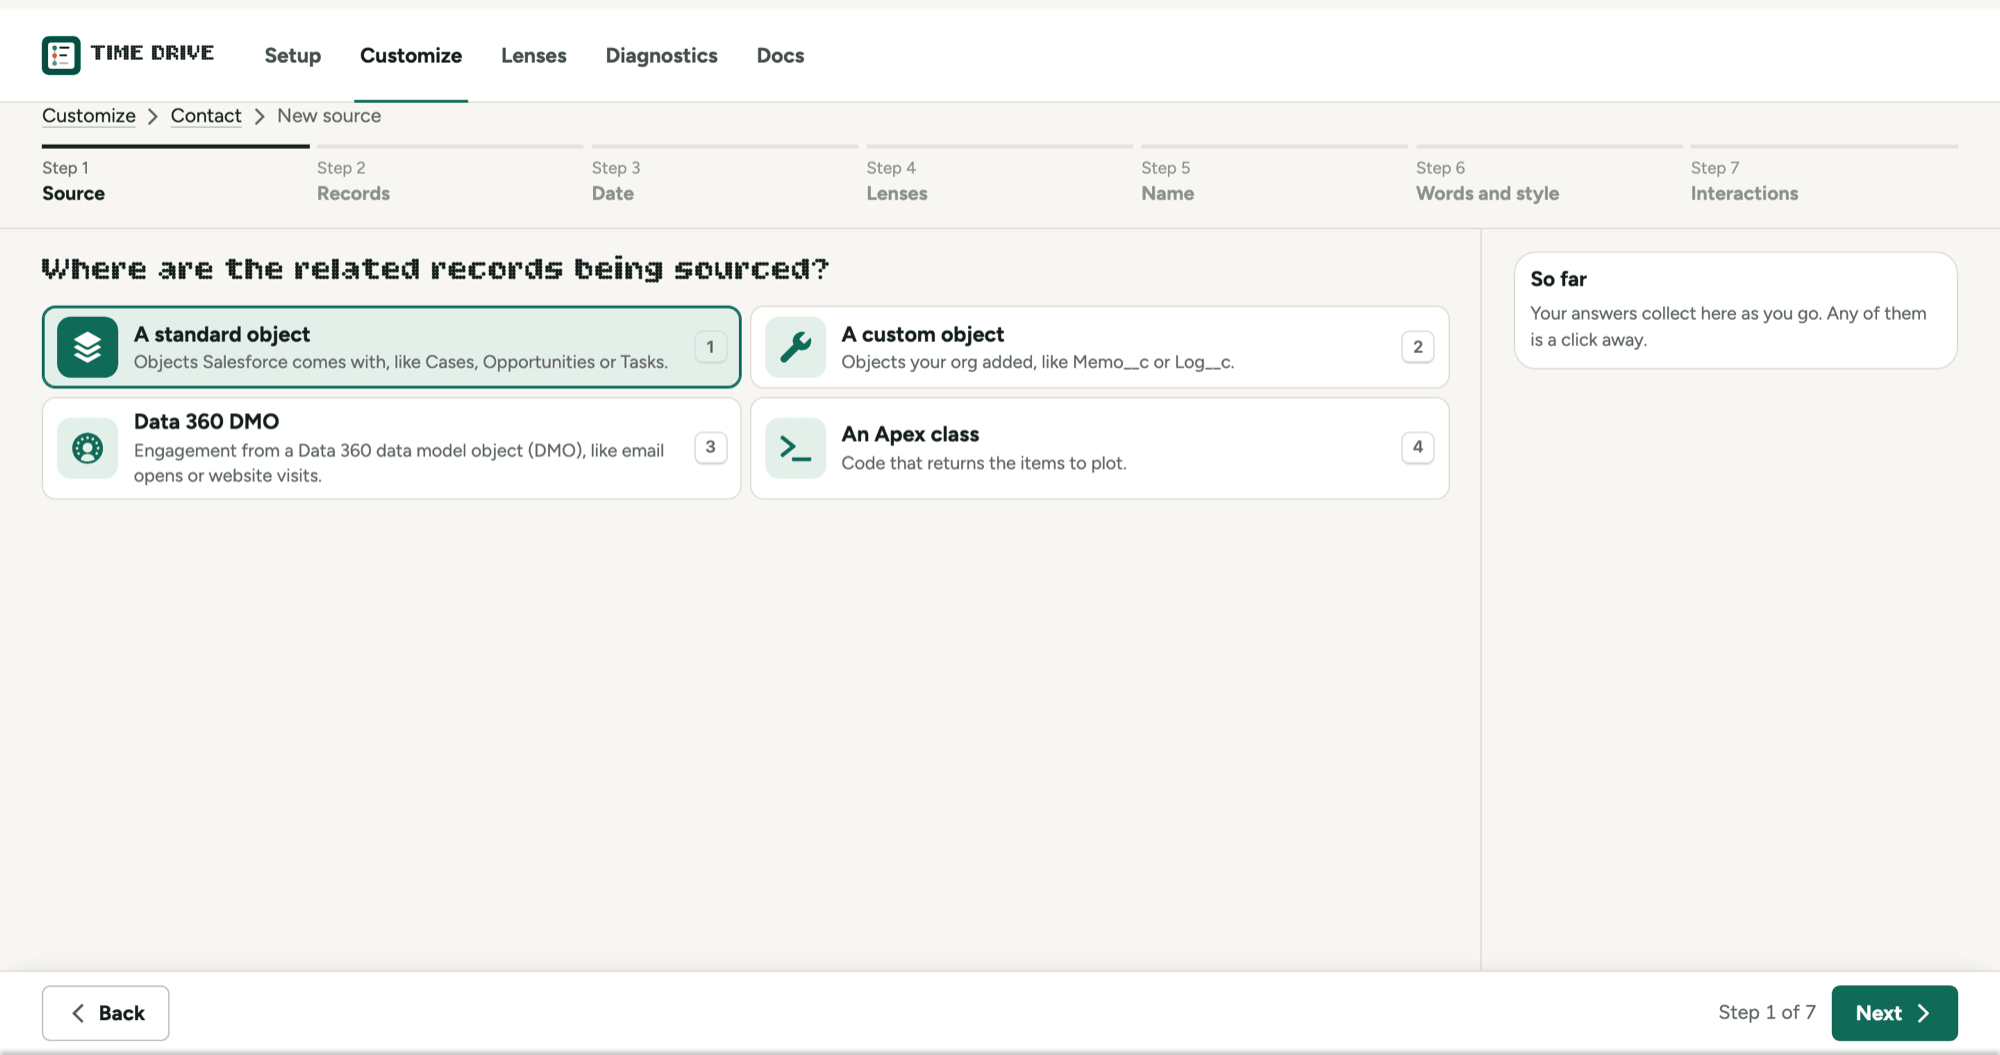 TIME DRIVE
Setup
Customize
Lenses
Diagnostics
Docs
Customize > Contact > New source
Step 1
Source
Step 2
Records
Step 3
Date
Step 4
Lenses
Step 5
Name
Step 6
Words and style
Step 7
Interactions
Where are the related records being sourced?
A standard object
Objects Salesforce comes with, like Cases, Opportunities or Tasks.
1
A custom object
Objects your org added, like Memo__c or Log__c.
2
Data 360 DMO
Engagement from a Data 360 data model object (DMO), like email
opens or website visits.
3
An Apex class
Code that returns the items to plot.
4
So far
Your answers collect here as you go. Any of them
is a click away.
Back
Step 1 of 7
Next